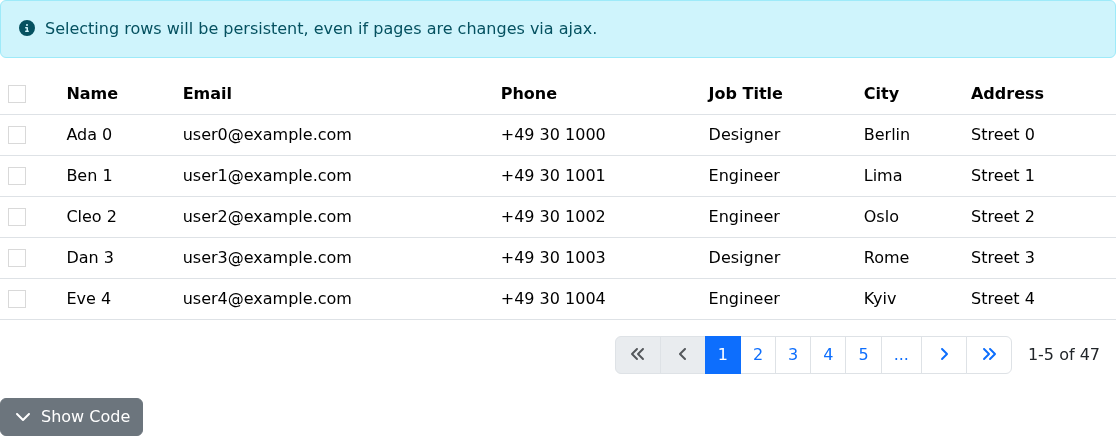 Selecting rows will be persistent, even if pages are changes via ajax.
Name Email Phone Job Title City Address
Ada 0 user0@example.com +49 30 1000 Designer Berlin Street 0
Ben 1 user1@example.com +49 30 1001 Engineer Lima Street 1
Cleo 2 user2@example.com +49 30 1002 Engineer Oslo Street 2
Dan 3 user3@example.com +49 30 1003 Designer Rome Street 3
Eve 4 user4@example.com +49 30 1004 Engineer Kyiv Street 4
1 2 3 4 5 ... 1-5 of 47
Show Code